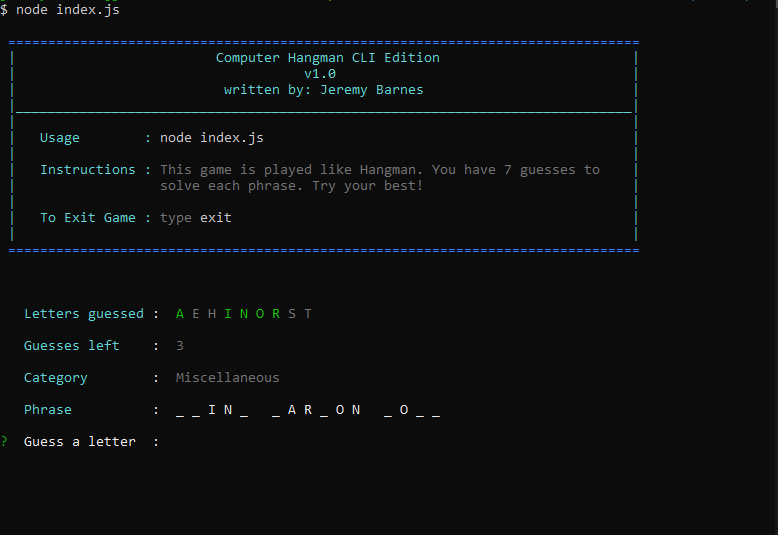 $ node index.js
Computer Hangman CLI Edition
v1.0
written by: Jeremy Barnes
Usage : node index.js
Instructions : This game is played like Hangman. You have 7 guesses to
solve each phrase. Try your best!
To Exit Game : type exit
Letters guessed : A E H I N O R S T
Guesses left : 3
Category : Miscellaneous
Phrase : _ _ I N _ _ A R _ O N _ O _ _
? Guess a letter :